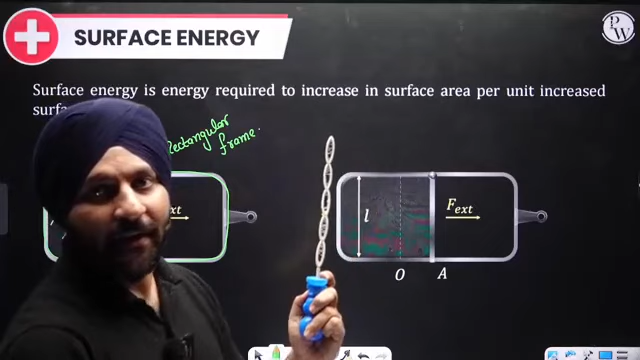 SURFACE ENERGY
PW
Surface energy is energy required to increase in surface area per unit increased
Rectangular
frame.
ext
l
F_ext
O
A